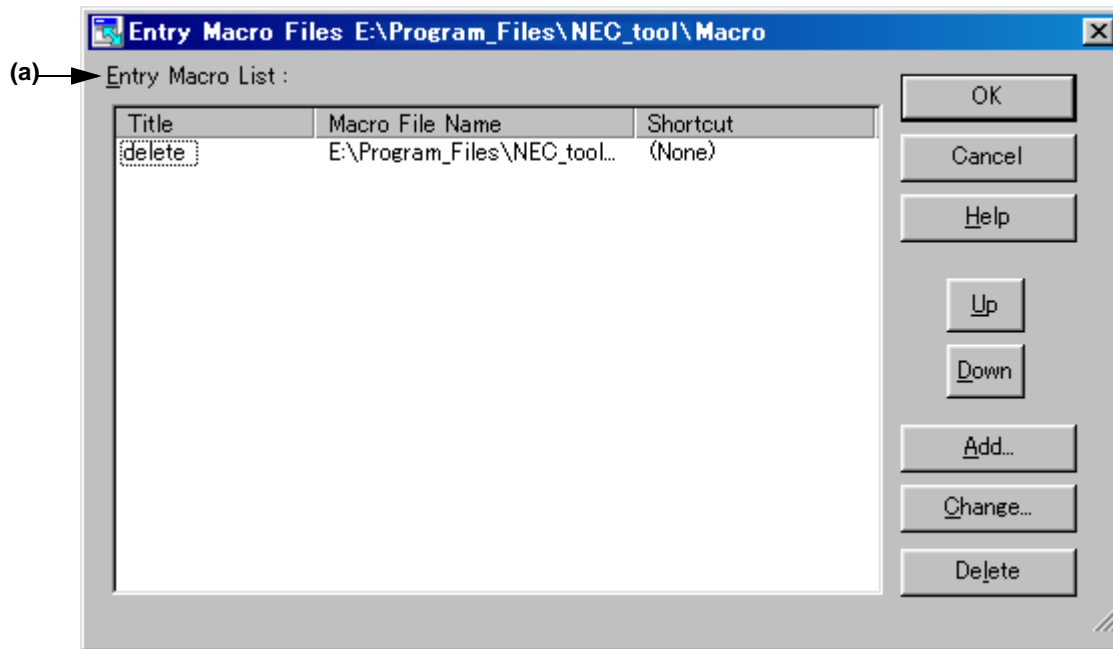 Entry Macro Files E:\Program_Files\NEC_tool\Macro
(a)
Entry Macro List :
Title Macro File Name Shortcut
delete E:\Program_Files\NEC_tool... (None)
OK
Cancel
Help
Up
Down
Add...
Change...
Delete